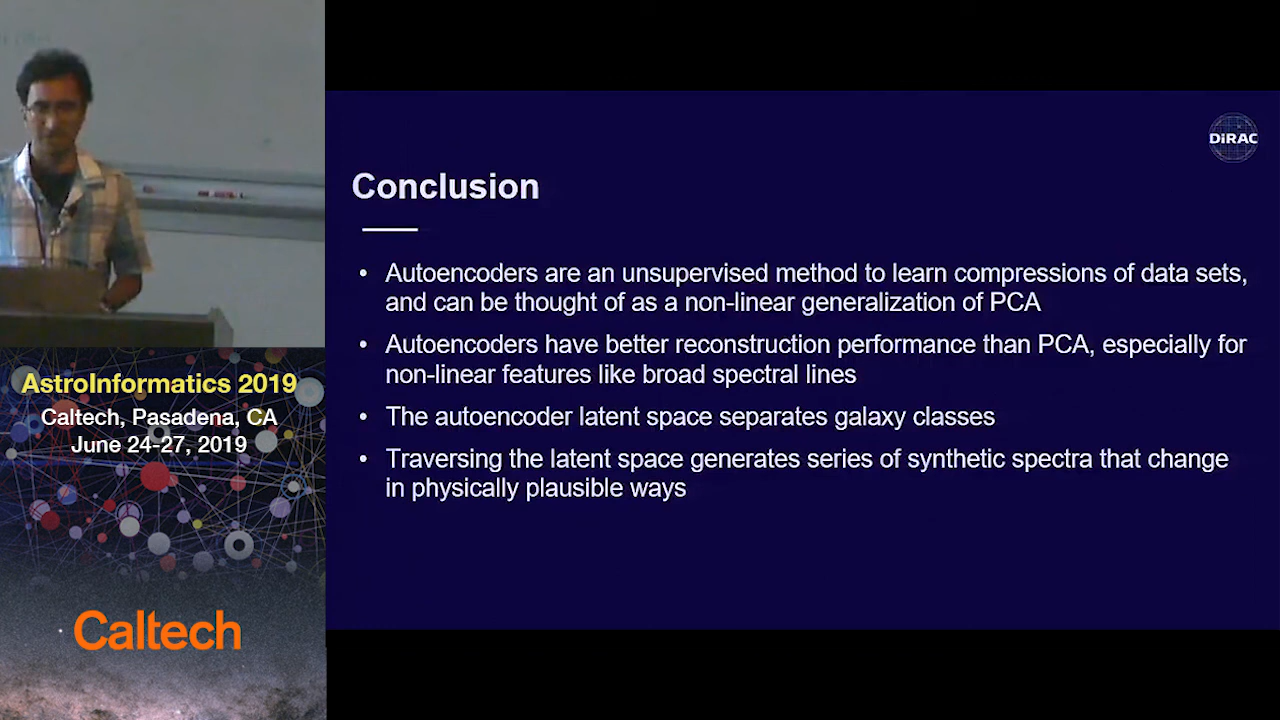 DiRAC
Conclusion
• Autoencoders are an unsupervised method to learn compressions of data sets,
and can be thought of as a non-linear generalization of PCA
• Autoencoders have better reconstruction performance than PCA, especially for
non-linear features like broad spectral lines
• The autoencoder latent space separates galaxy classes
• Traversing the latent space generates series of synthetic spectra that change
in physically plausible ways
AstroInformatics 2019
Caltech, Pasadena, CA
June 24-27, 2019
Caltech